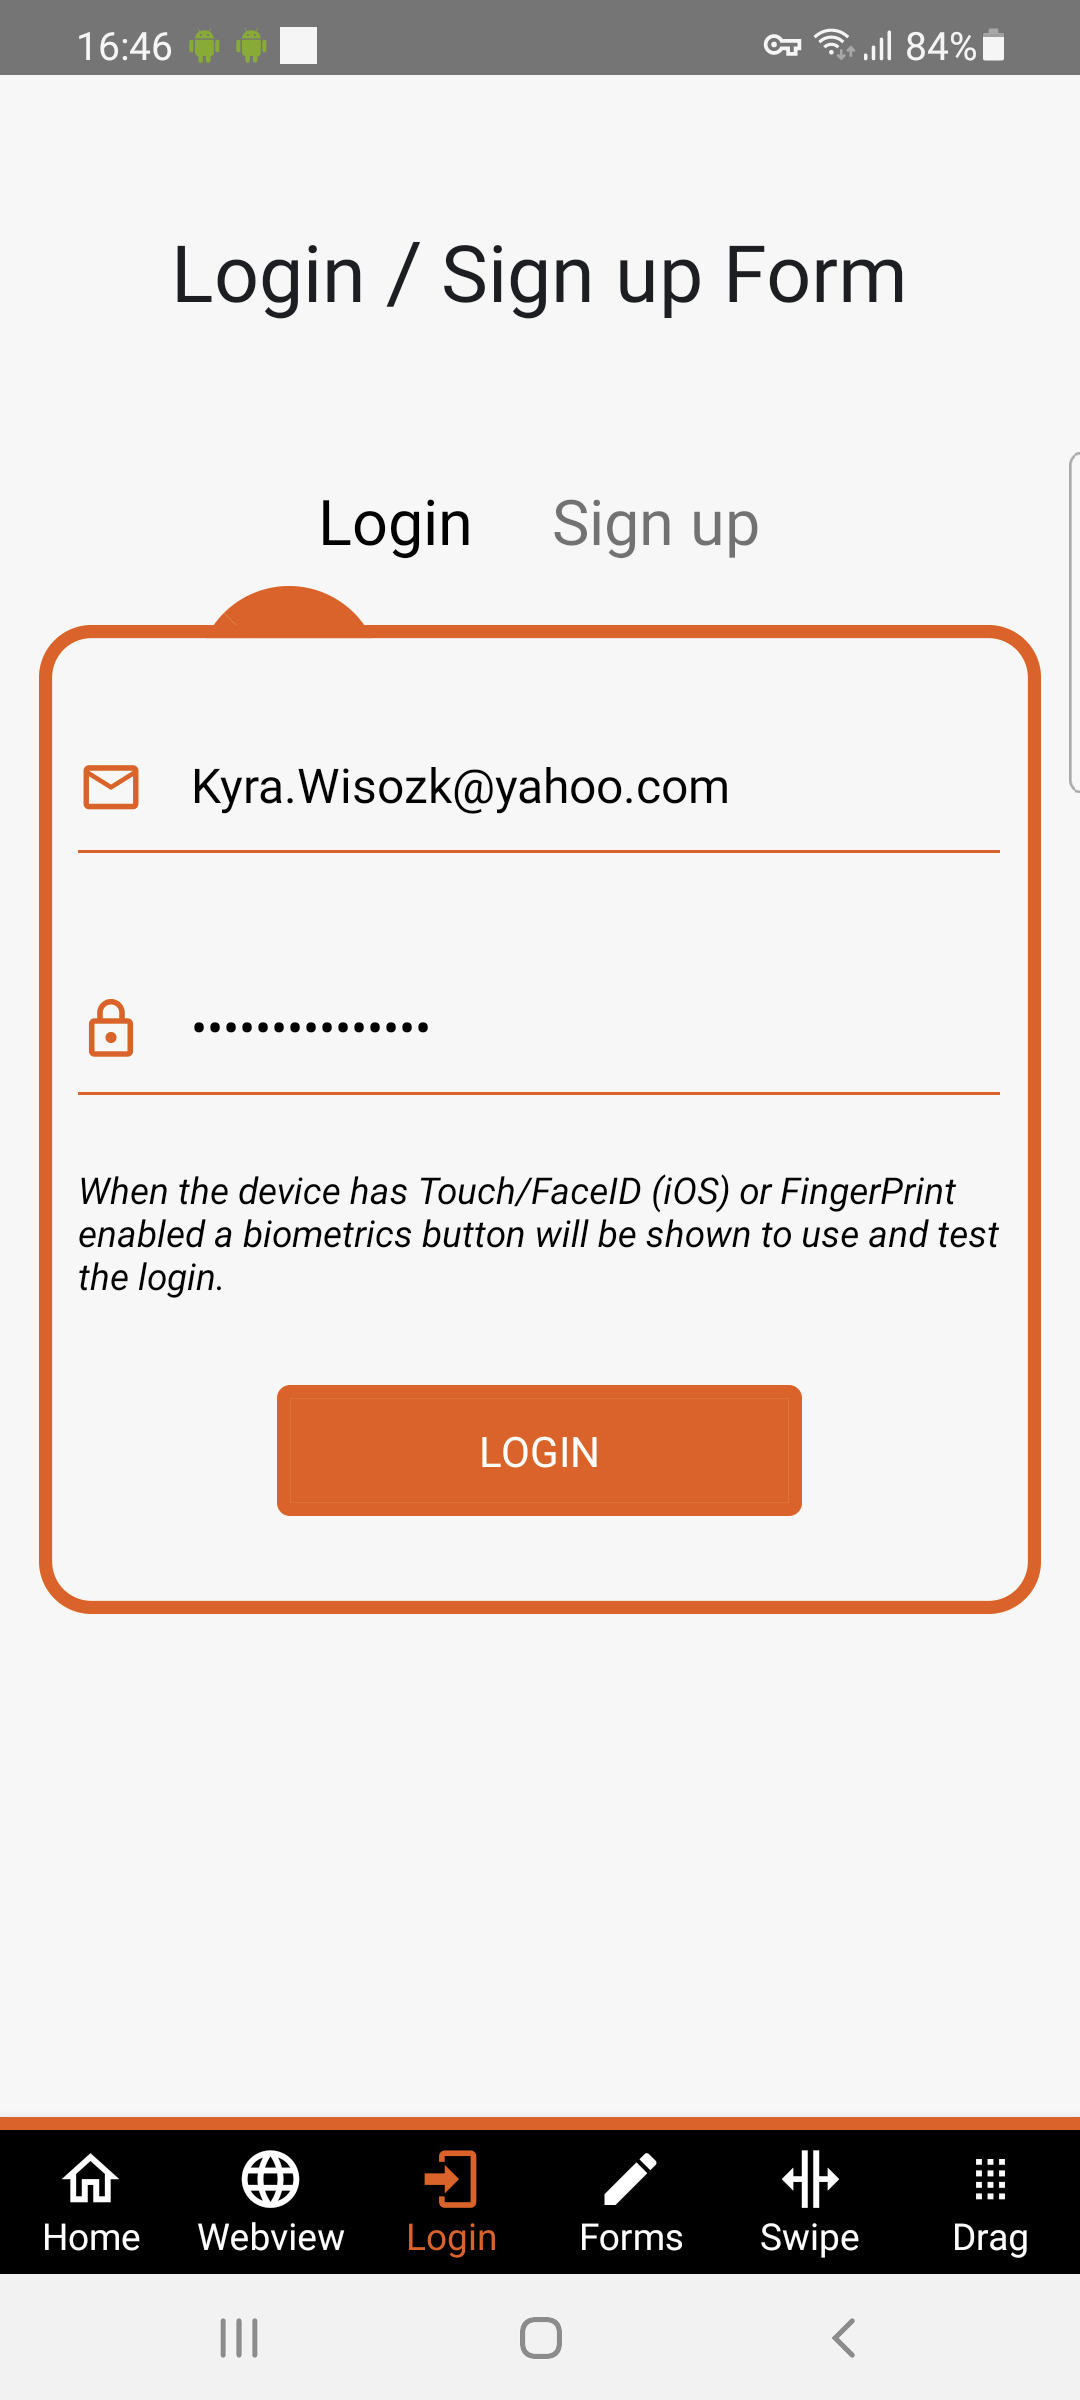 16:46 84%
Login / Sign up Form
Login Sign up
Kyra.Wisozk@yahoo.com
•••••••••••••••
When the device has Touch/FaceID (iOS) or FingerPrint
enabled a biometrics button will be shown to use and test
the login.
LOGIN
Home Webview Login Forms Swipe Drag